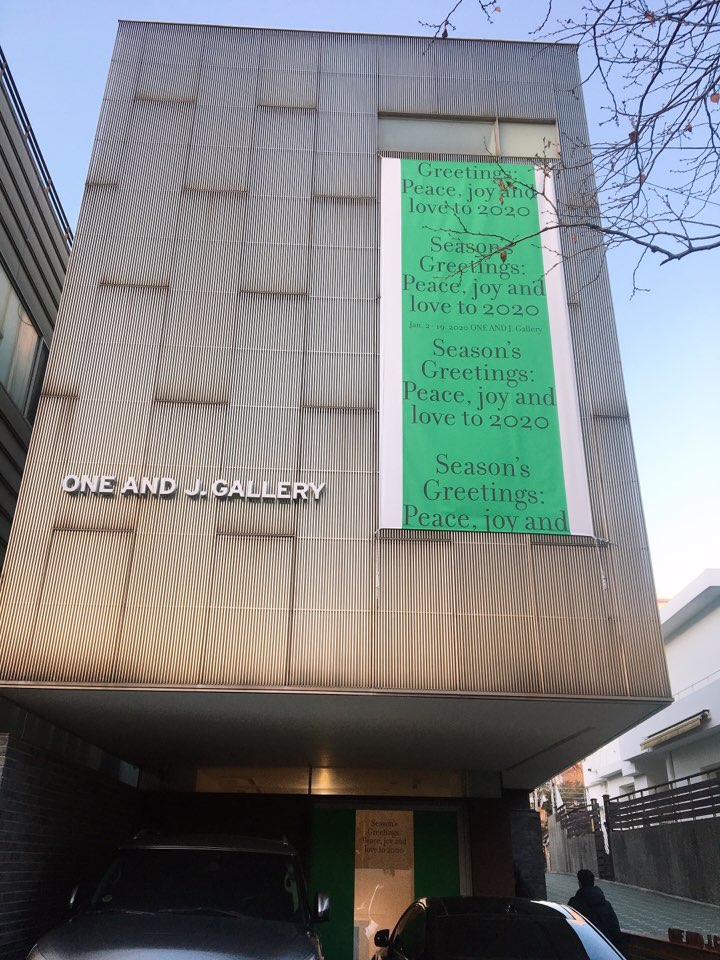 Greetings:
Peace, joy and
love to 2020
Season's
Greetings:
Peace, joy and
love to 2020
Jan. 2 - 19, 2020 ONE AND J. Gallery
Season's
Greetings:
Peace, joy and
love to 2020
Season's
Greetings:
Peace, joy and
ONE AND J. GALLERY
Season's
Greetings:
Peace, joy and
love to 2020